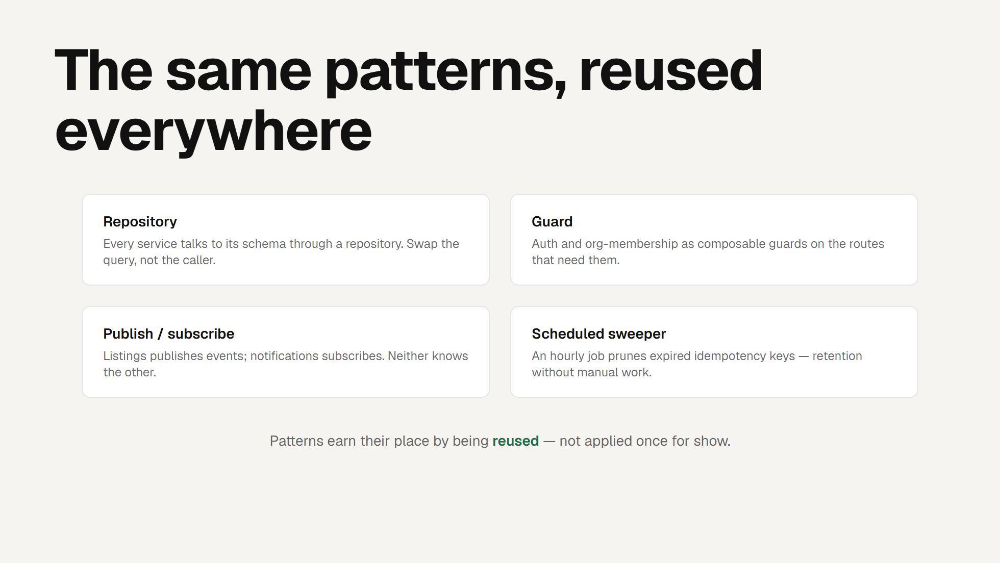 The same patterns, reused
everywhere
Repository
Every service talks to its schema through a repository. Swap the
query, not the caller.
Guard
Auth and org-membership as composable guards on the routes
that need them.
Publish / subscribe
Listings publishes events; notifications subscribes. Neither knows
the other.
Scheduled sweeper
An hourly job prunes expired idempotency keys — retention
without manual work.
Patterns earn their place by being reused — not applied once for show.